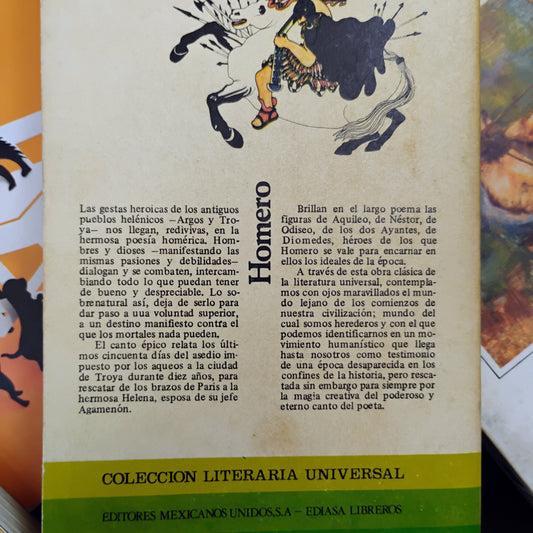 Las gestas heroicas de los antiguos
pueblos helénicos —Argos y Tro-
ya— nos llegan, redivivas, en la
hermosa poesía homérica. Hom-
bres y dioses —manifestando las
mismas pasiones y debilidades—
dialogan y se combaten, intercam-
biando todo lo que puedan tener
de bueno y despreciable. Lo so-
brenatural así, deja de serlo para
dar paso a uua voluntad superior,
a un destino manifiesto contra el
que los mortales nada pueden.
El canto épico relata los últi-
mos cincuenta días del asedio im-
puesto por los aqueos a la ciudad
de Troya durante diez años, para
rescatar de los brazos de Paris a la
hermosa Helena, esposa de su jefe
Agamenón.
Homero
Brillan en el largo poema las
figuras de Aquileo, de Néstor, de
Odiseo, de los dos Ayantes, de
Diomedes, héroes de los que
Homero se vale para encarnar en
ellos los ideales de la época.
A través de esta obra clásica de
la literatura universal, contempla-
mos con ojos maravillados el mun-
do lejano de los comienzos de
nuestra civilización; mundo del
cual somos herederos y con el que
podemos identificarnos en un mo-
vimiento humanístico que llega
hasta nosotros como testimonio
de una época desaparecida en los
confines de la historia, pero resca-
tada sin embargo para siempre por
la magia creativa del poderoso y
eterno canto del poeta.
COLECCION LITERARIA UNIVERSAL
EDITORES MEXICANOS UNIDOS,S.A — EDIASA LIBREROS